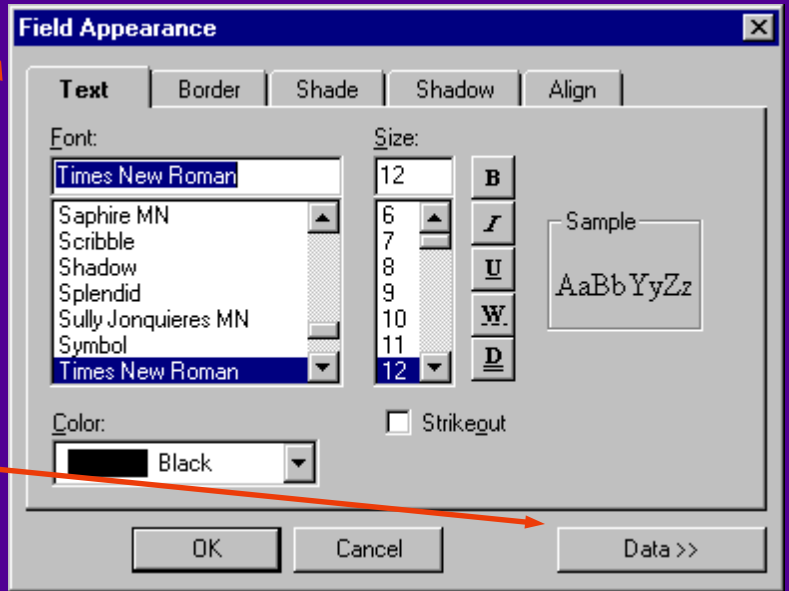 Field Appearance
Text Border Shade Shadow Align
Font: Size:
Times New Roman 12 B
Saphire MN 6 I Sample
Scribble 7
Shadow 8 U AaBbYyZz
Splendid 9
Sully Jonquieres MN 10 W
Symbol 11
Times New Roman 12 D
Color: Strikeout
Black
OK Cancel Data >>